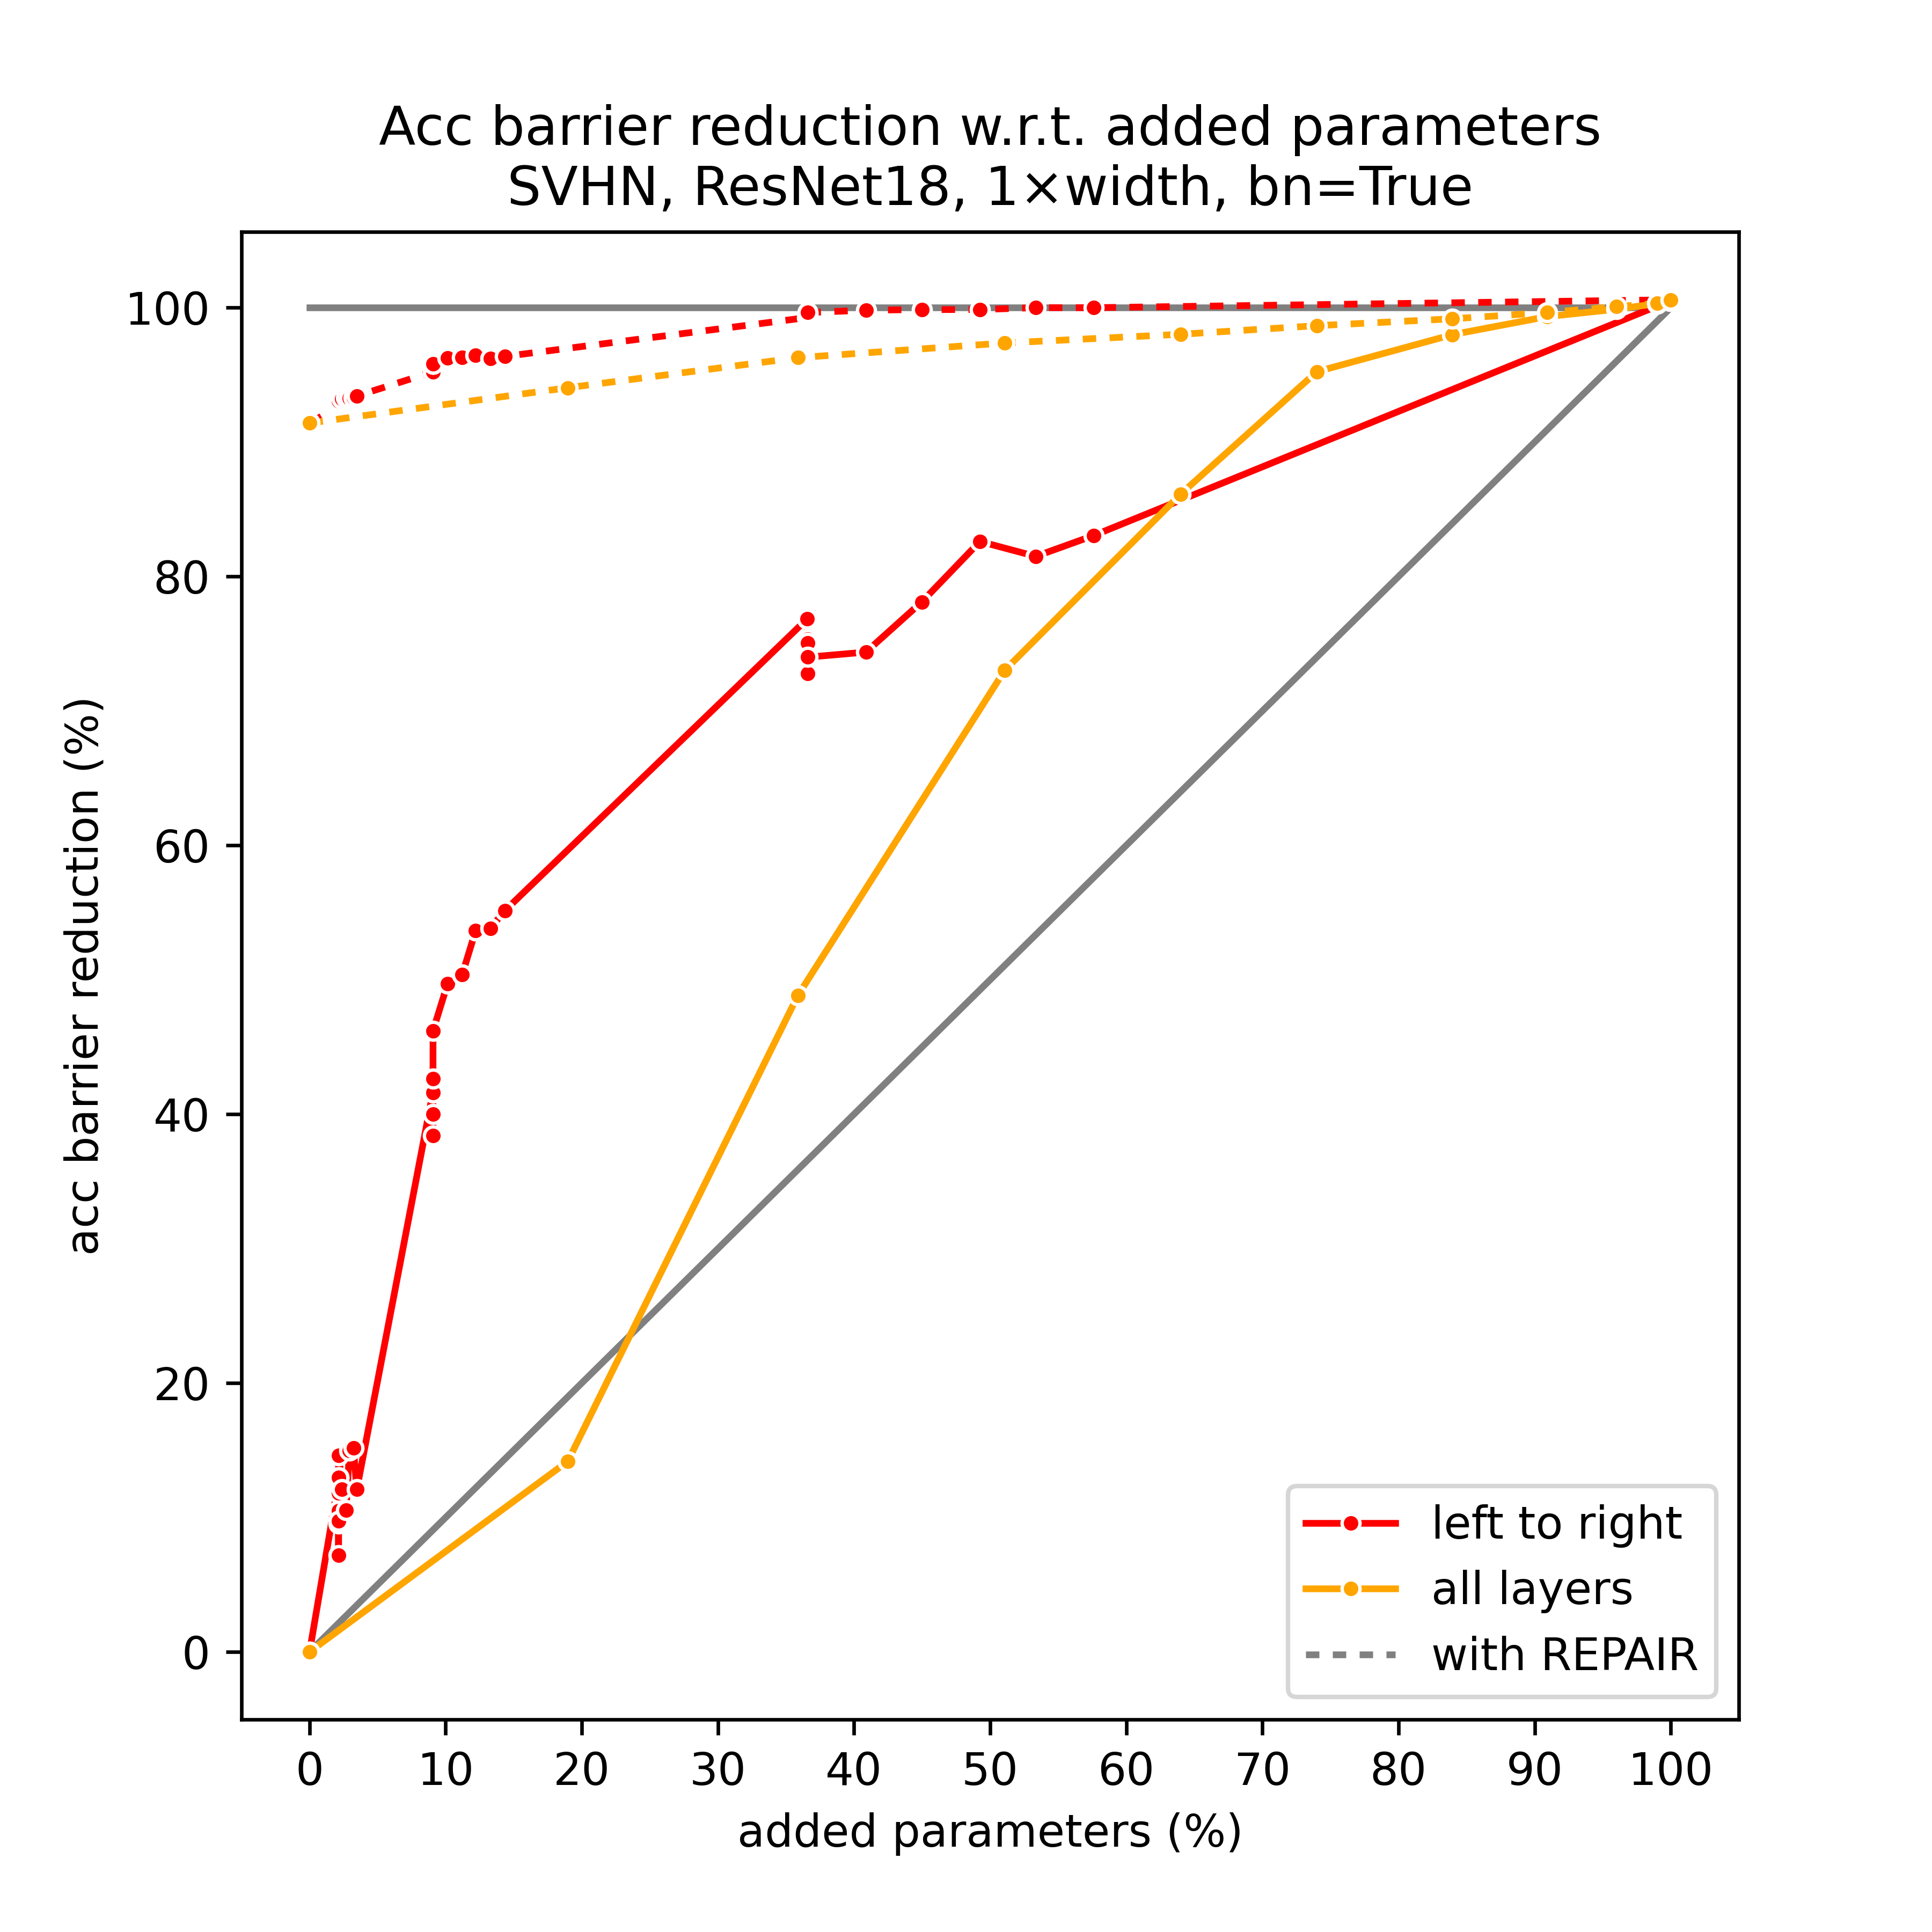 Acc barrier reduction w.r.t. added parameters
SVHN, ResNet18, 1×width, bn=True
acc barrier reduction (%)
100
80
60
40
20
0
0 10 20 30 40 50 60 70 80 90 100
added parameters (%)
left to right
all layers
with REPAIR